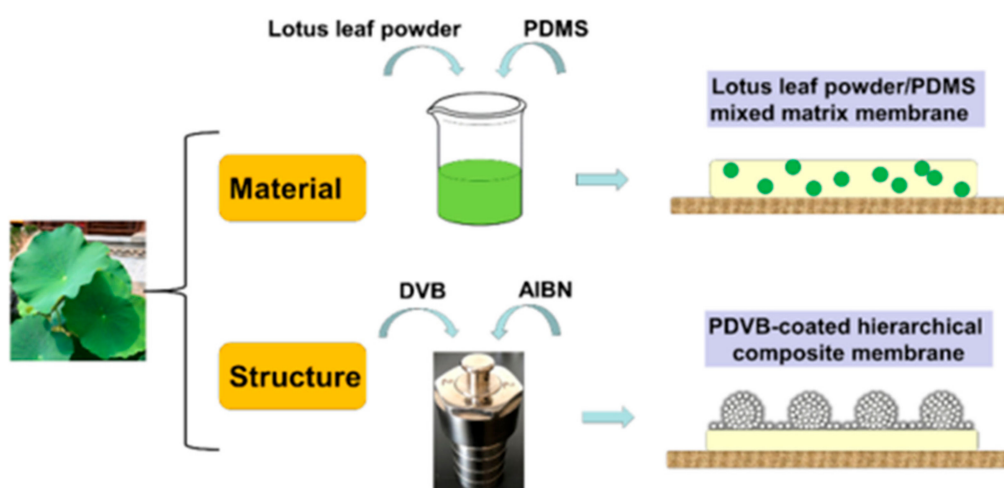 Lotus leaf powder
PDMS
Material
Lotus leaf powder/PDMS
mixed matrix membrane
DVB
AIBN
Structure
PDVB-coated hierarchical
composite membrane